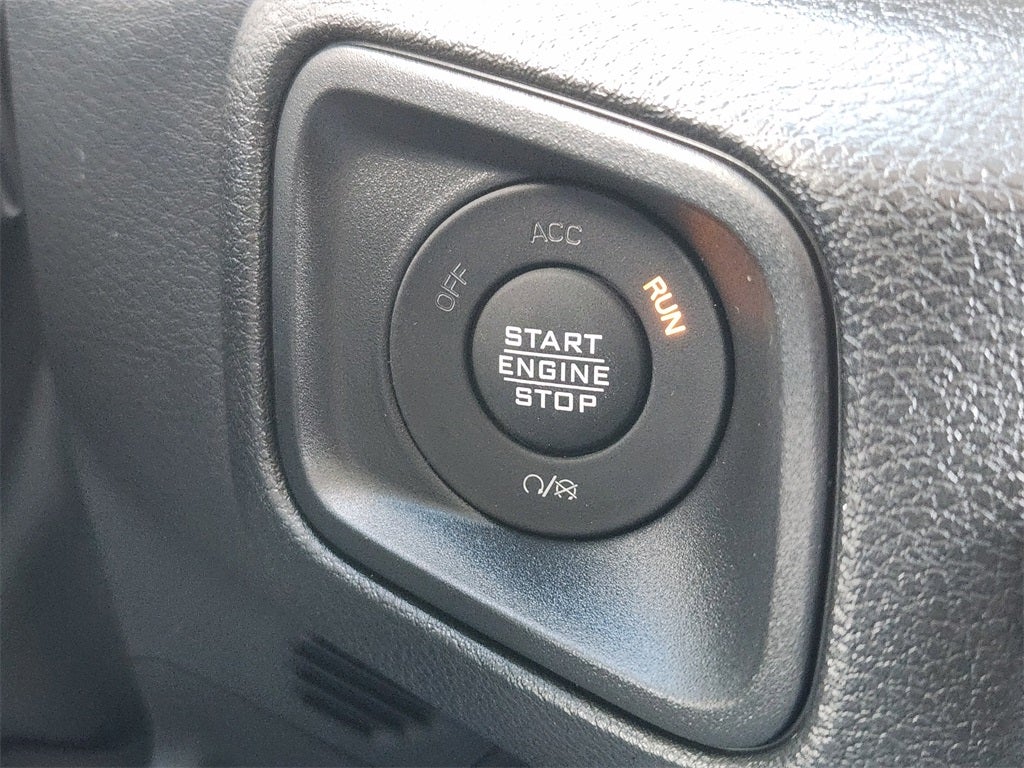 ACC
OFF
RUN
START
ENGINE
STOP